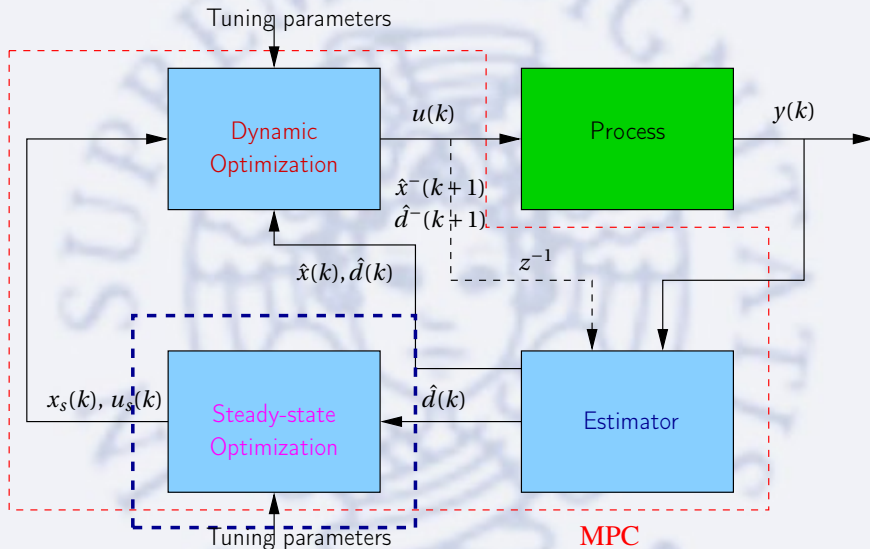 Tuning parameters
Dynamic
Optimization
u(k)
Process
y(k)
x̂⁻(k+1)
d̂⁻(k+1)
x̂(k), d̂(k)
z⁻¹
x_s(k), u_s(k)
Steady-state
Optimization
d̂(k)
Estimator
Tuning parameters
MPC